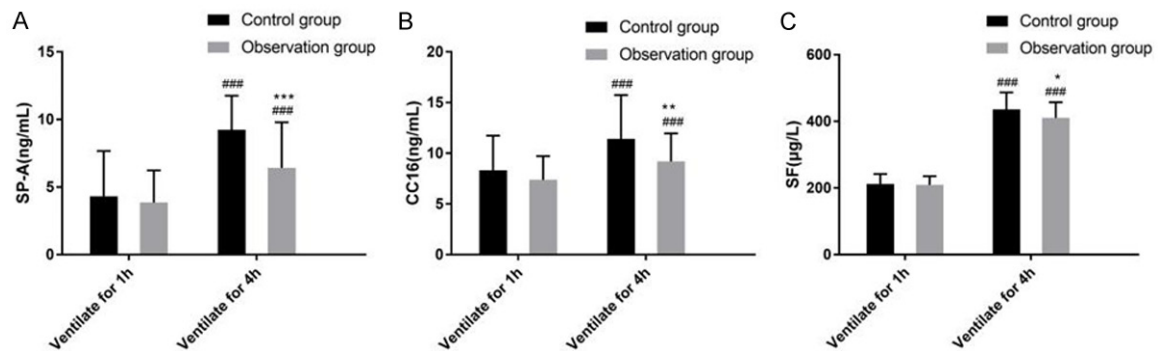 A
Control group
Observation group
SP-A(ng/mL)
15
10
5
0
###
***
###
Ventilate for 1h
Ventilate for 4h
B
Control group
Observation group
CC16(ng/mL)
20
15
10
5
0
###
**
###
Ventilate for 1h
Ventilate for 4h
C
Control group
Observation group
SF(μg/L)
600
400
200
0
###
*
###
Ventilate for 1h
Ventilate for 4h